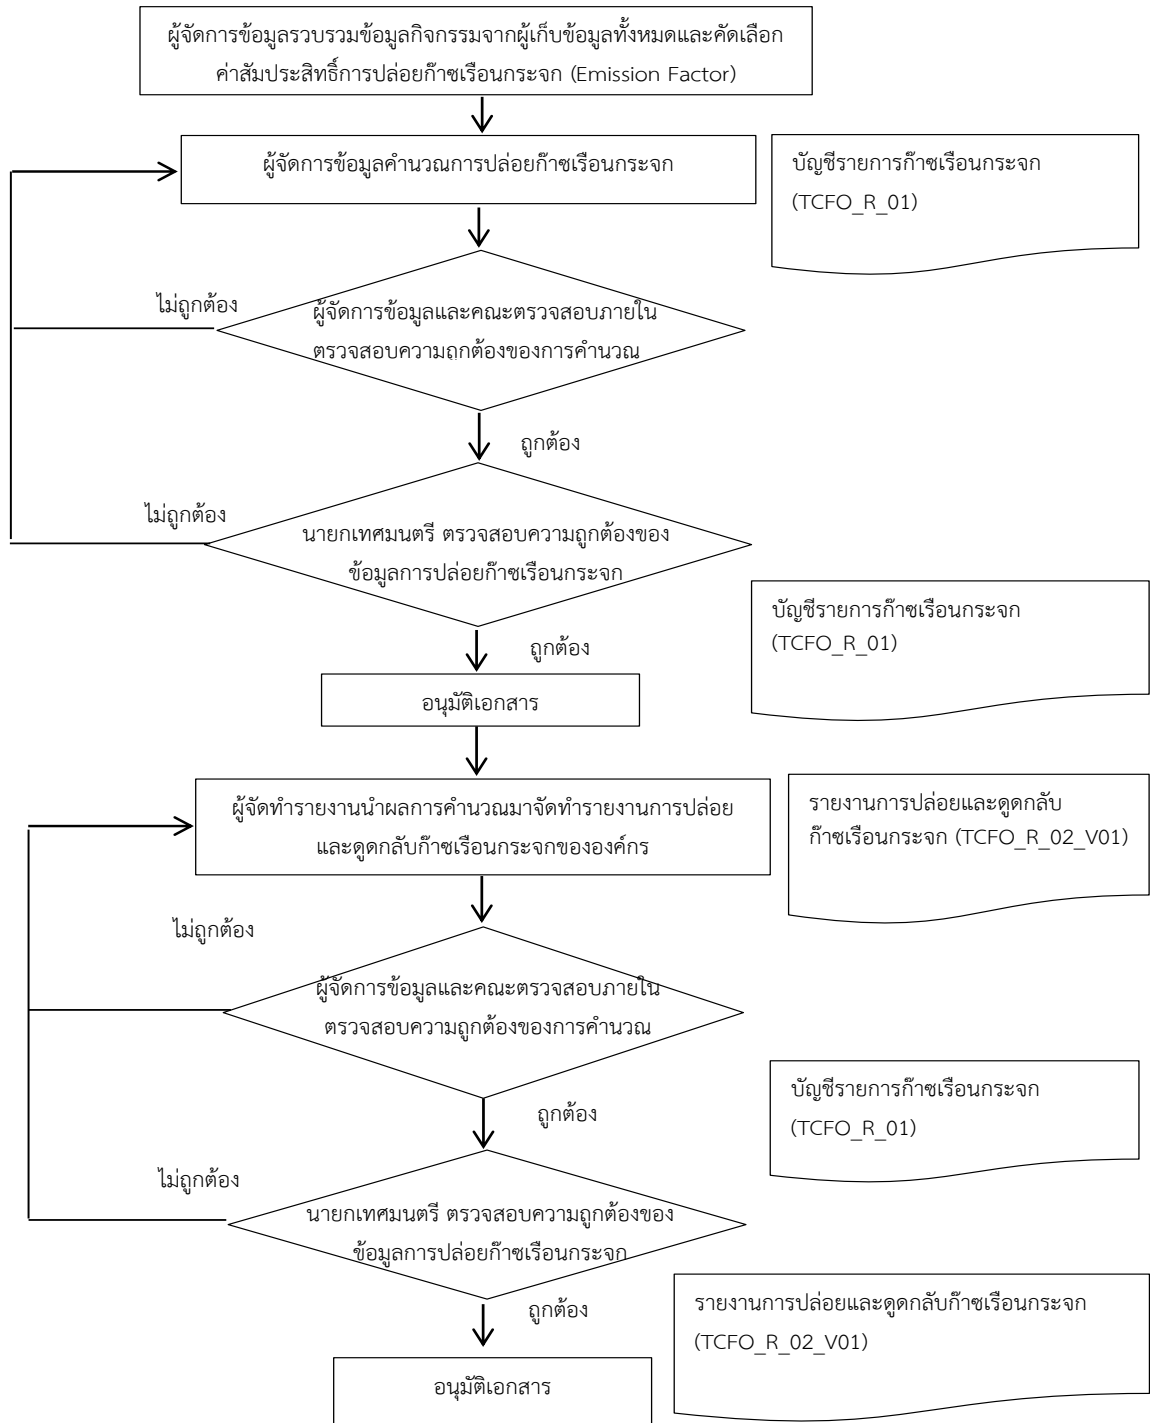 ผู้จัดการข้อมูลรวบรวมข้อมูลกิจกรรมจากผู้เก็บข้อมูลทั้งหมดและคัดเลือก
ค่าสัมประสิทธิ์การปล่อยก๊าซเรือนกระจก (Emission Factor)
ผู้จัดการข้อมูลคำนวณการปล่อยก๊าซเรือนกระจก
บัญชีรายการก๊าซเรือนกระจก
(TCFO_R_01)
ไม่ถูกต้อง
ผู้จัดการข้อมูลและคณะตรวจสอบภายใน
ตรวจสอบความถูกต้องของการคำนวณ
ถูกต้อง
ไม่ถูกต้อง
นายกเทศมนตรี ตรวจสอบความถูกต้องของ
ข้อมูลการปล่อยก๊าซเรือนกระจก
บัญชีรายการก๊าซเรือนกระจก
(TCFO_R_01)
ถูกต้อง
อนุมัติเอกสาร
ผู้จัดทำรายงานนำผลการคำนวณมาจัดทำรายงานการปล่อย
และดูดกลับก๊าซเรือนกระจกขององค์กร
รายงานการปล่อยและดูดกลับ
ก๊าซเรือนกระจก (TCFO_R_02_V01)
ไม่ถูกต้อง
ผู้จัดการข้อมูลและคณะตรวจสอบภายใน
ตรวจสอบความถูกต้องของการคำนวณ
บัญชีรายการก๊าซเรือนกระจก
(TCFO_R_01)
ถูกต้อง
ไม่ถูกต้อง
นายกเทศมนตรี ตรวจสอบความถูกต้องของ
ข้อมูลการปล่อยก๊าซเรือนกระจก
รายงานการปล่อยและดูดกลับก๊าซเรือนกระจก
(TCFO_R_02_V01)
ถูกต้อง
อนุมัติเอกสาร